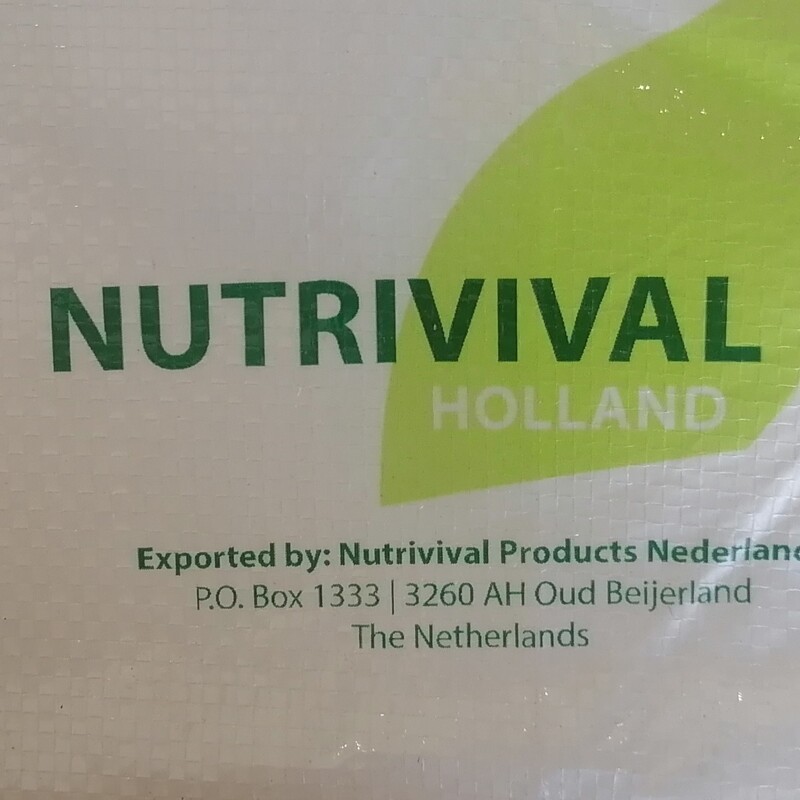 NUTRIVIVAL
HOLLAND
Exported by: Nutrivival Products Nederland
P.O. Box 1333 | 3260 AH Oud Beijerland
The Netherlands